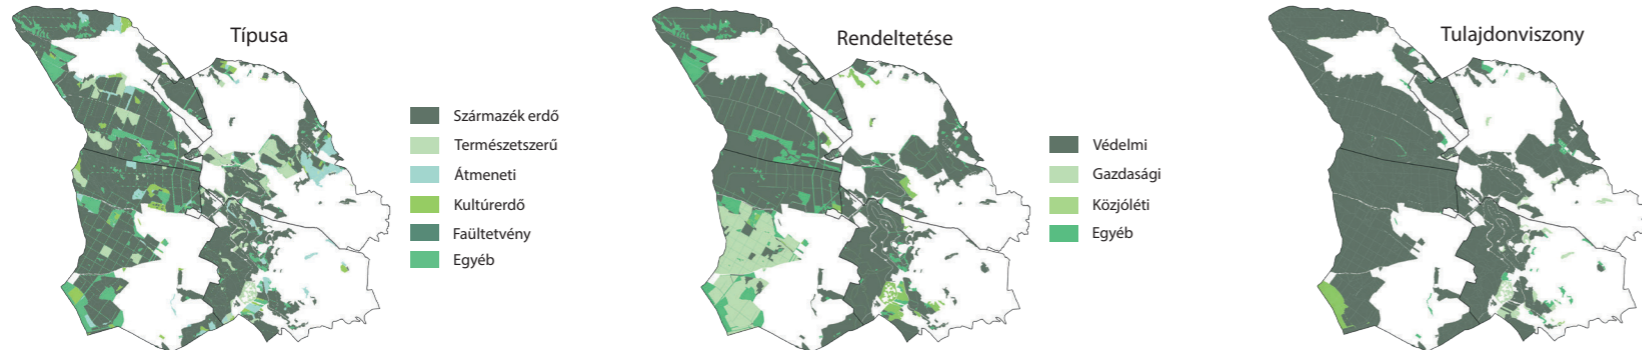 Típusa
Származék erdő
Természetszerű
Átmeneti
Kultúrerdő
Faültetvény
Egyéb
Rendeltetése
Védelmi
Gazdasági
Közjóléti
Egyéb
Tulajdonviszony